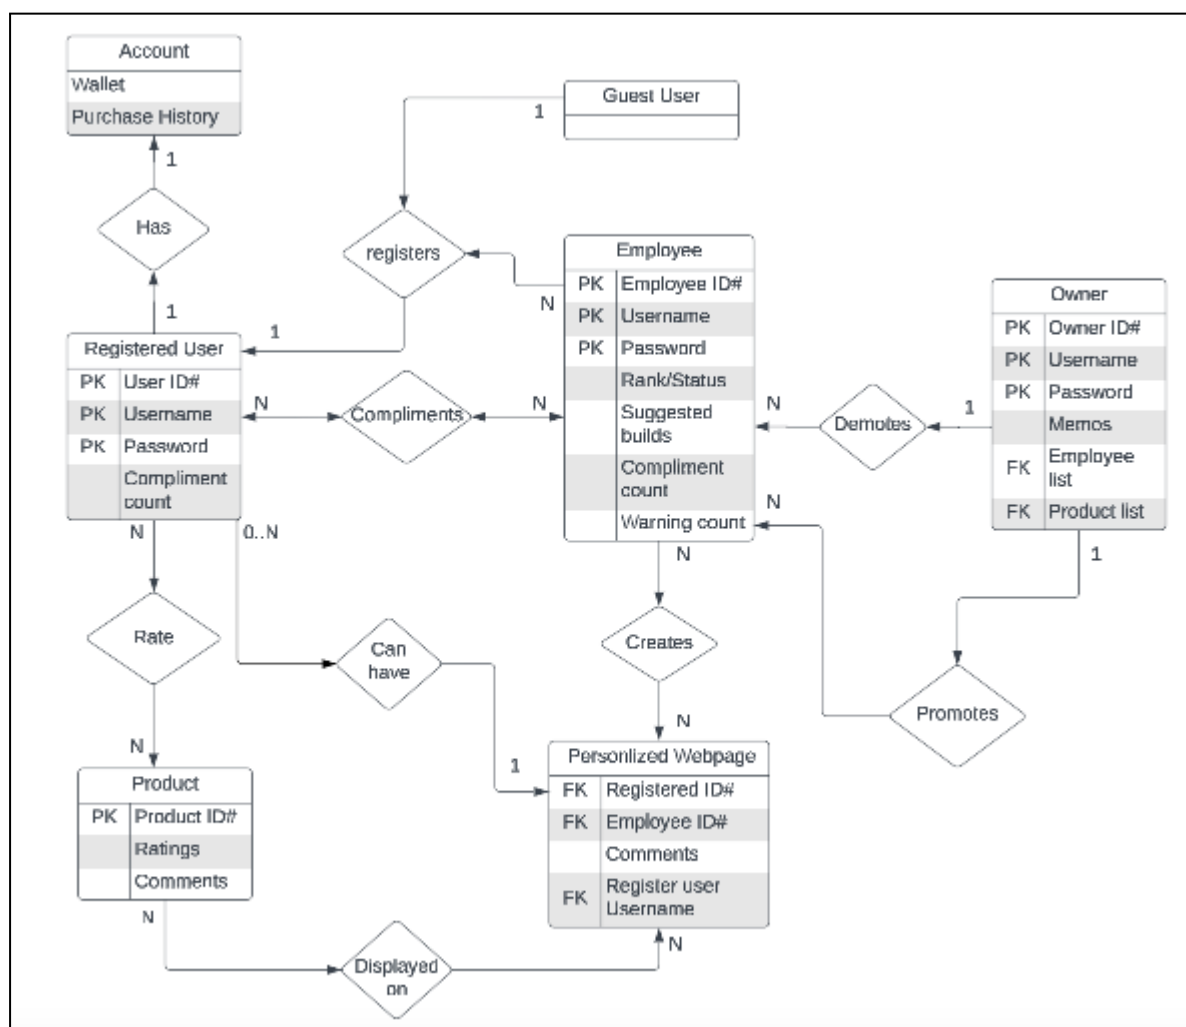 Account
Wallet
Purchase History
1
Has
1
Guest User
1
registers
N
1
Registered User
PK User ID#
PK Username
PK Password
Compliment
count
N
Compliments
N
Employee
PK Employee ID#
PK Username
PK Password
Rank/Status
Suggested
builds
Compliment
count
Warning count
N
Demotes
1
Owner
PK Owner ID#
PK Username
PK Password
Memos
FK Employee
list
FK Product list
N
1
Promotes
N
0..N
Rate
N
Can
have
1
N
Creates
N
Product
PK Product ID#
Ratings
Comments
N
Displayed
on
N
Personlized Webpage
FK Registered ID#
FK Employee ID#
Comments
FK Register user
Username